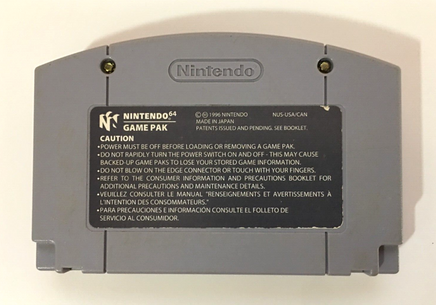 Nintendo
NINTENDO64
GAME PAK
©Ⓟ 1996 NINTENDO
MADE IN JAPAN
PATENTS ISSUED AND PENDING. SEE BOOKLET.
NUS-USA/CAN
CAUTION
•POWER MUST BE OFF BEFORE LOADING OR REMOVING A GAME PAK.
•DO NOT RAPIDLY TURN THE POWER SWITCH ON AND OFF - THIS MAY CAUSE
BACKED-UP GAME PAKS TO LOSE YOUR STORED GAME INFORMATION.
•DO NOT BLOW ON THE EDGE CONNECTOR OR TOUCH WITH YOUR FINGERS.
•REFER TO THE CONSUMER INFORMATION AND PRECAUTIONS BOOKLET FOR
ADDITIONAL PRECAUTIONS AND MAINTENANCE DETAILS.
•VEUILLEZ CONSULTER LE MANUAL "RENSEIGNEMENTS ET AVERTISSEMENTS À
L'INTENTION DES CONSOMMATEURS."
•PARA PRECAUCIONES E INFORMACIÓN CONSULTE EL FOLLETO DE
SERVICIO AL CONSUMIDOR.